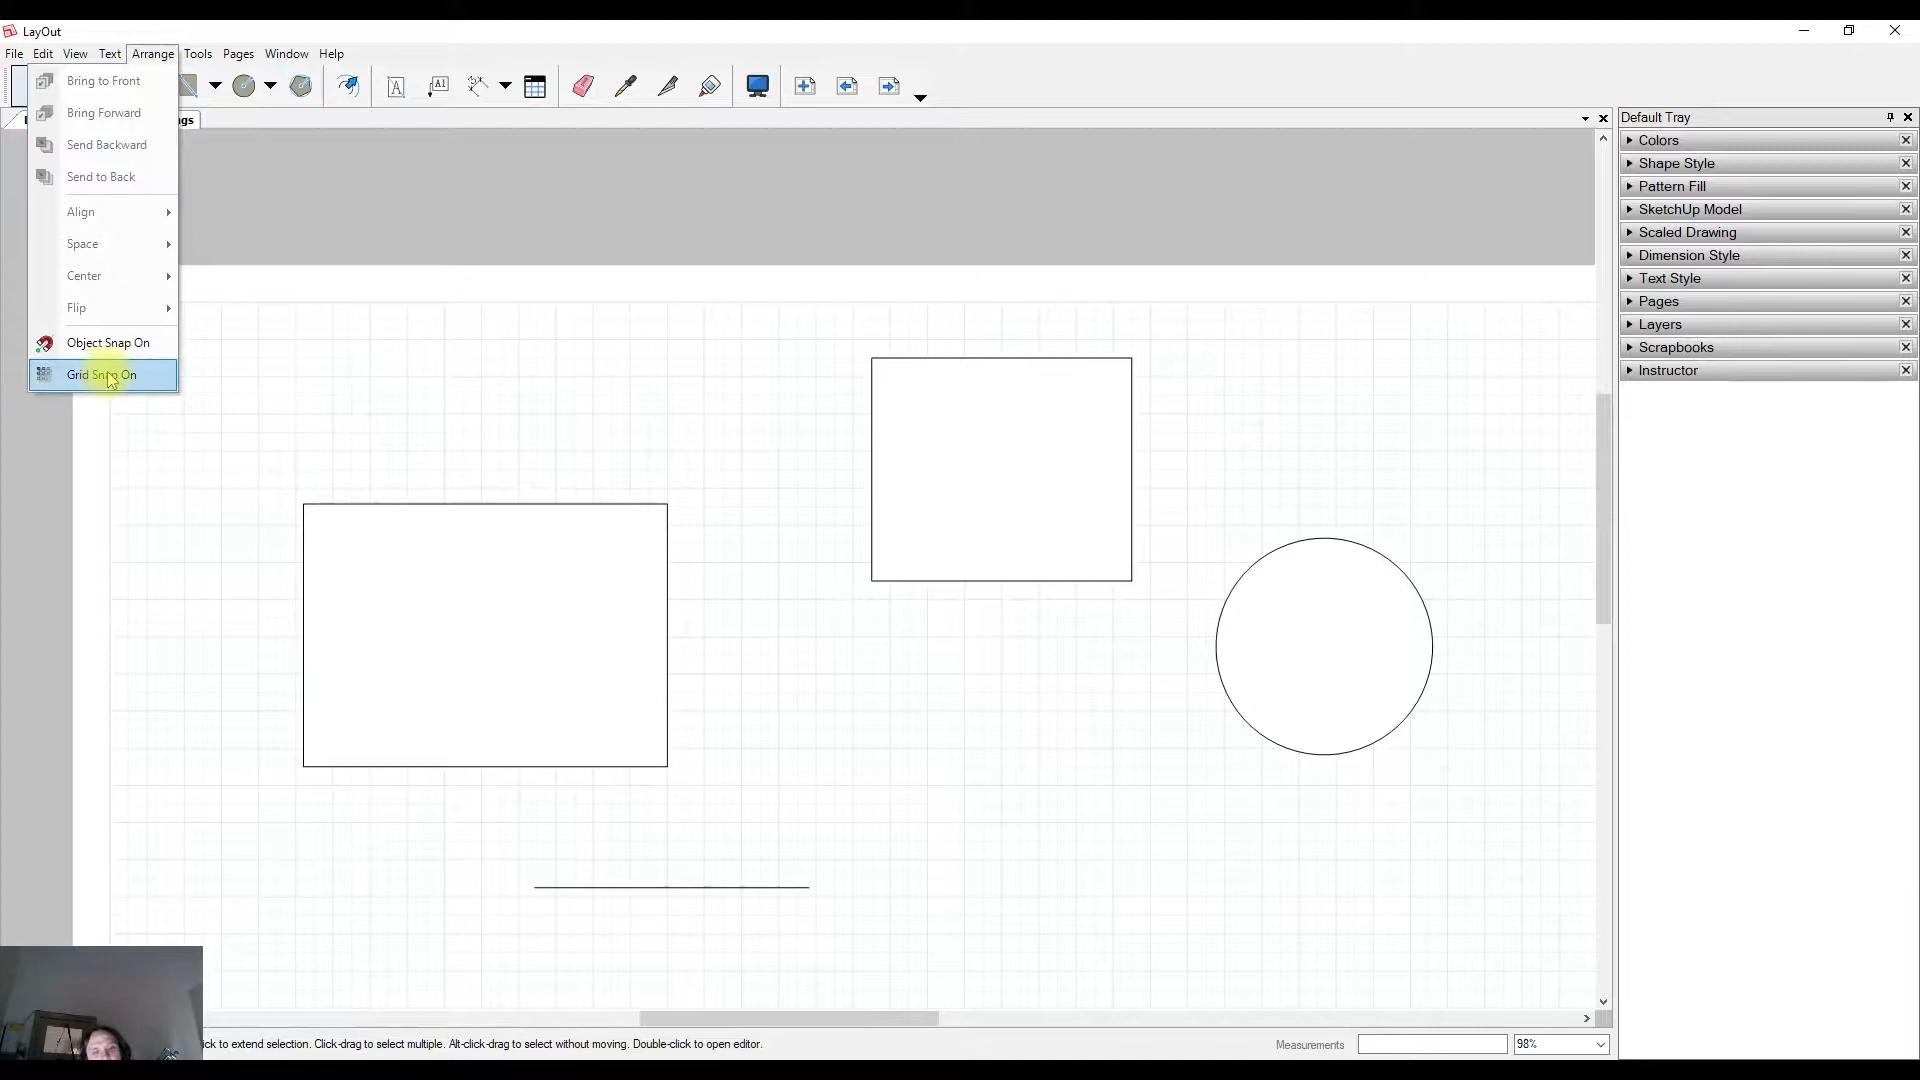 LayOut
File Edit View Text Arrange Tools Pages Window Help
Bring to Front
Bring Forward
Send Backward
Send to Back
Align
Space
Center
Flip
Object Snap On
Grid Snap On
A
A1
gs
Default Tray
Colors
Shape Style
Pattern Fill
SketchUp Model
Scaled Drawing
Dimension Style
Text Style
Pages
Layers
Scrapbooks
Instructor
ck to extend selection. Click-drag to select multiple. Alt-click-drag to select without moving. Double-click to open editor.
Measurements
98%